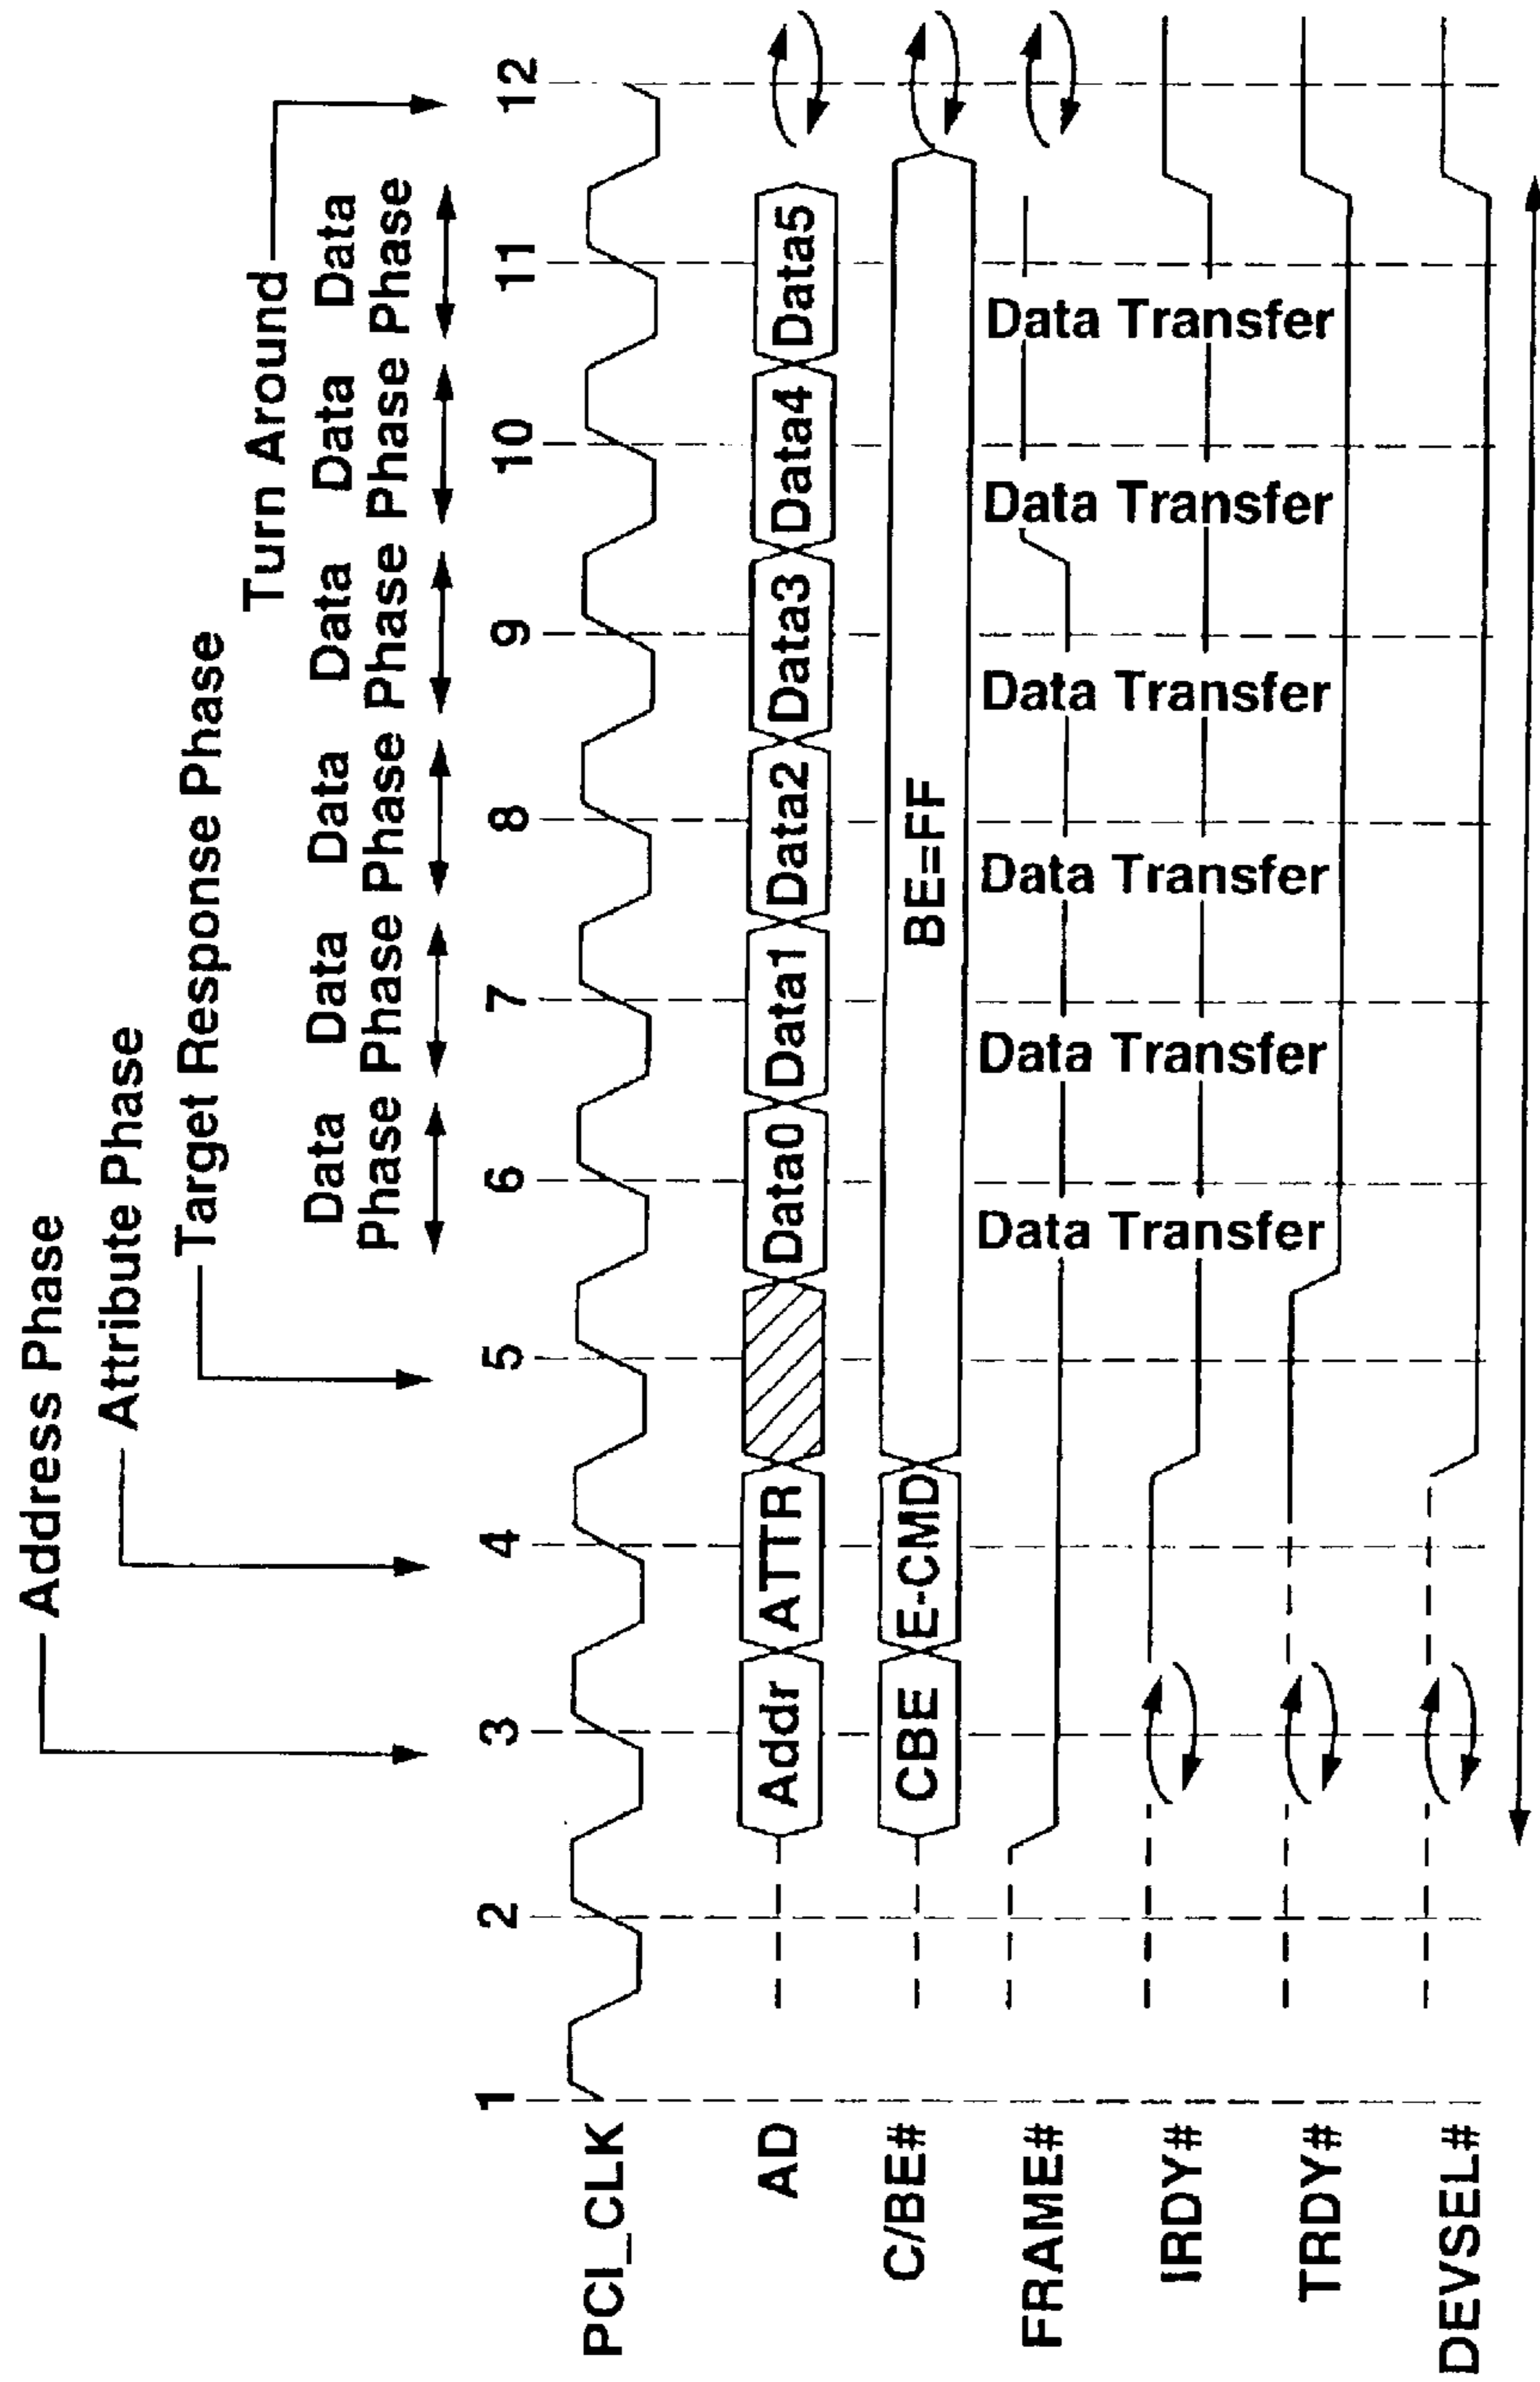 Address Phase
Attribute Phase
Target Response Phase
Turn Around
Data Data Data Data Data Data
Phase Phase Phase Phase Phase Phase
1 2 3 4 5 6 7 8 9 10 11 12
PCI_CLK
AD Addr ATTR Data0 Data1 Data2 Data3 Data4 Data5
C/BE# CBE E-CMD BE=FF
FRAME#
Data Transfer Data Transfer Data Transfer Data Transfer Data Transfer Data Transfer
IRDY#
TRDY#
DEVSEL#